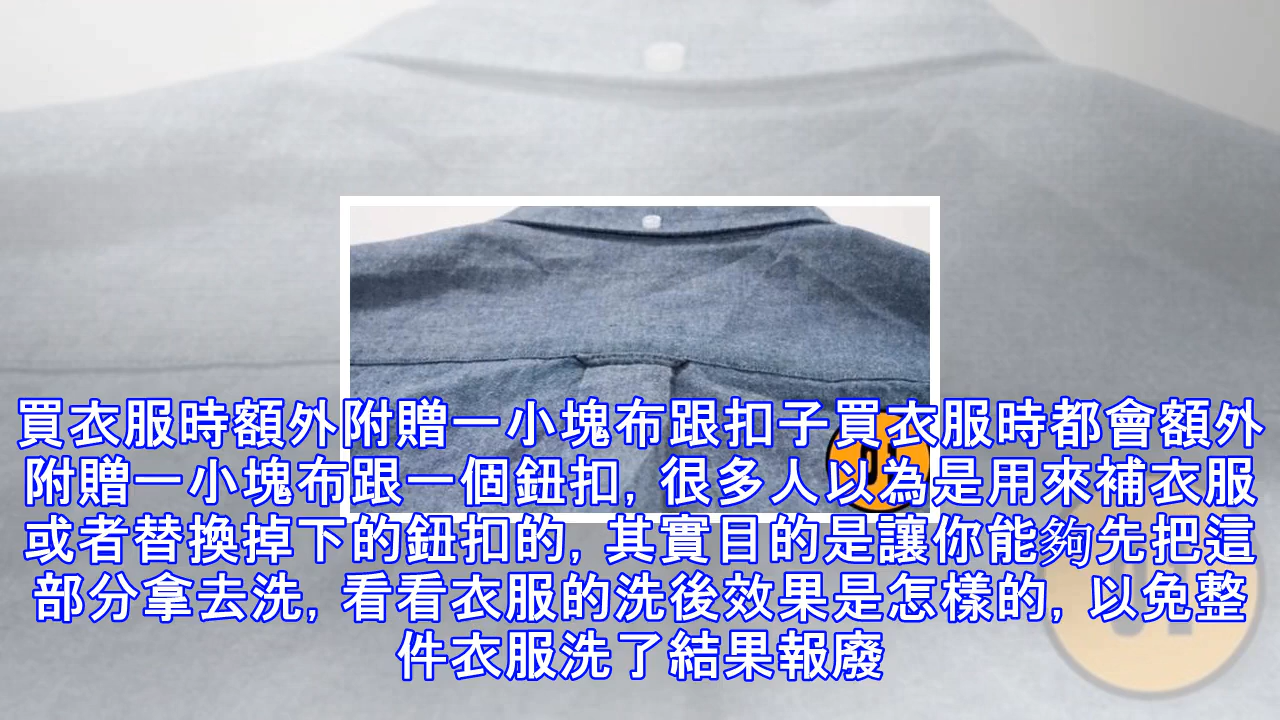 買衣服時額外附贈一小塊布跟扣子買衣服時都會額外
附贈一小塊布跟一個鈕扣, 很多人以為是用來補衣服
或者替換掉下的鈕扣的, 其實目的是讓你能夠先把這
部分拿去洗, 看看衣服的洗後效果是怎樣的, 以免整
件衣服洗了結果報廢